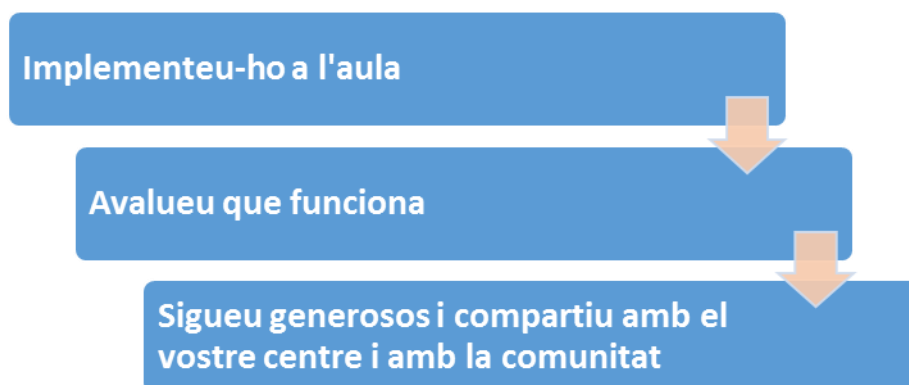 Implementeu-ho a l'aula
Avalueu que funciona
Sigueu generosos i compartiu amb el
vostre centre i amb la comunitat